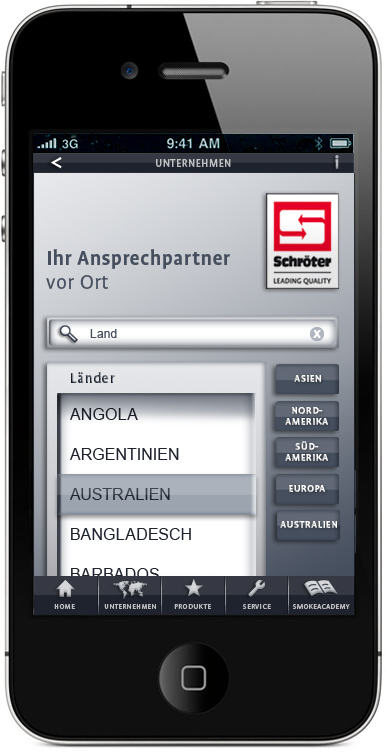 3G 9:41 AM
< UNTERNEHMEN i
Schröter
LEADING QUALITY
Ihr Ansprechpartner
vor Ort
Land
Länder
ANGOLA
ARGENTINIEN
AUSTRALIEN
BANGLADESCH
BARBADOS
ASIEN
NORD-
AMERIKA
SÜD-
AMERIKA
EUROPA
AUSTRALIEN
HOME UNTERNEHMEN PRODUKTE SERVICE SMOKEACADEMY